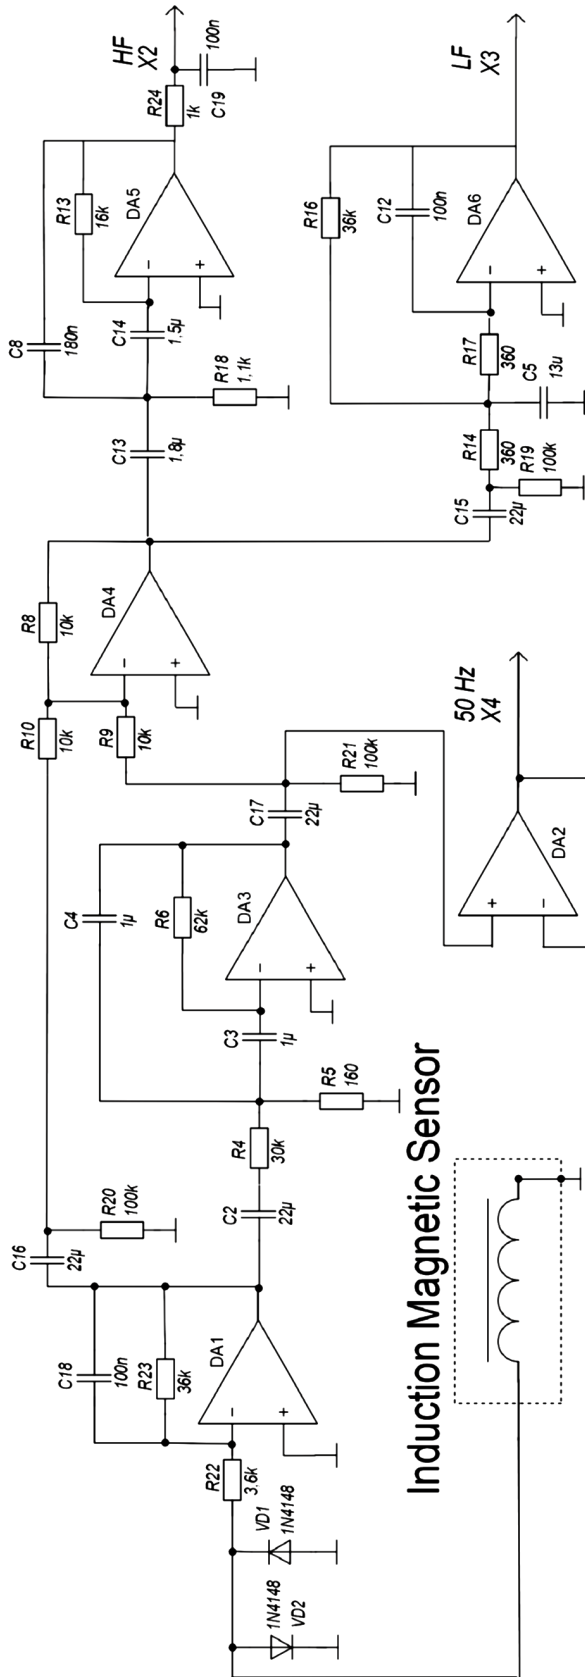 HF
X2
100n
C19
R24
1k
R13
16k
DA5
C8
180n
C14
1,5µ
R18
1,1k
C13
1,8µ
LF
X3
R16
36k
C12
100n
DA6
R17
360
C5
13u
R14
360
R19
100k
C15
22µ
R8
10k
DA4
R10
10k
R9
10k
R21
100k
C17
22µ
50 Hz
X4
DA2
C4
1µ
R6
62k
DA3
C3
1µ
R5
160
R4
30k
C2
22µ
R20
100k
C16
22µ
C18
100n
R23
36k
DA1
R22
3.6k
VD1
1N4148
1N4148
VD2
Induction Magnetic Sensor